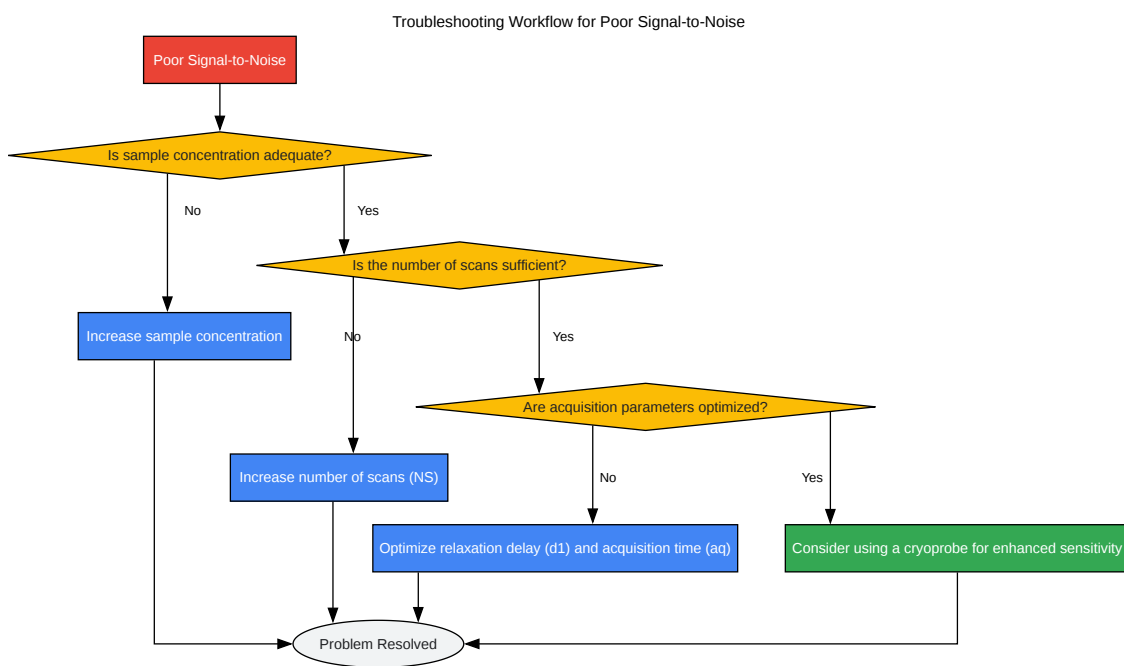 Troubleshooting Workflow for Poor Signal-to-Noise
Poor Signal-to-Noise
Is sample concentration adequate?
No
Yes
Is the number of scans sufficient?
Increase sample concentration
No
Yes
Are acquisition parameters optimized?
Increase number of scans (NS)
No
Yes
Optimize relaxation delay (d1) and acquisition time (aq)
Consider using a cryoprobe for enhanced sensitivity
Problem Resolved